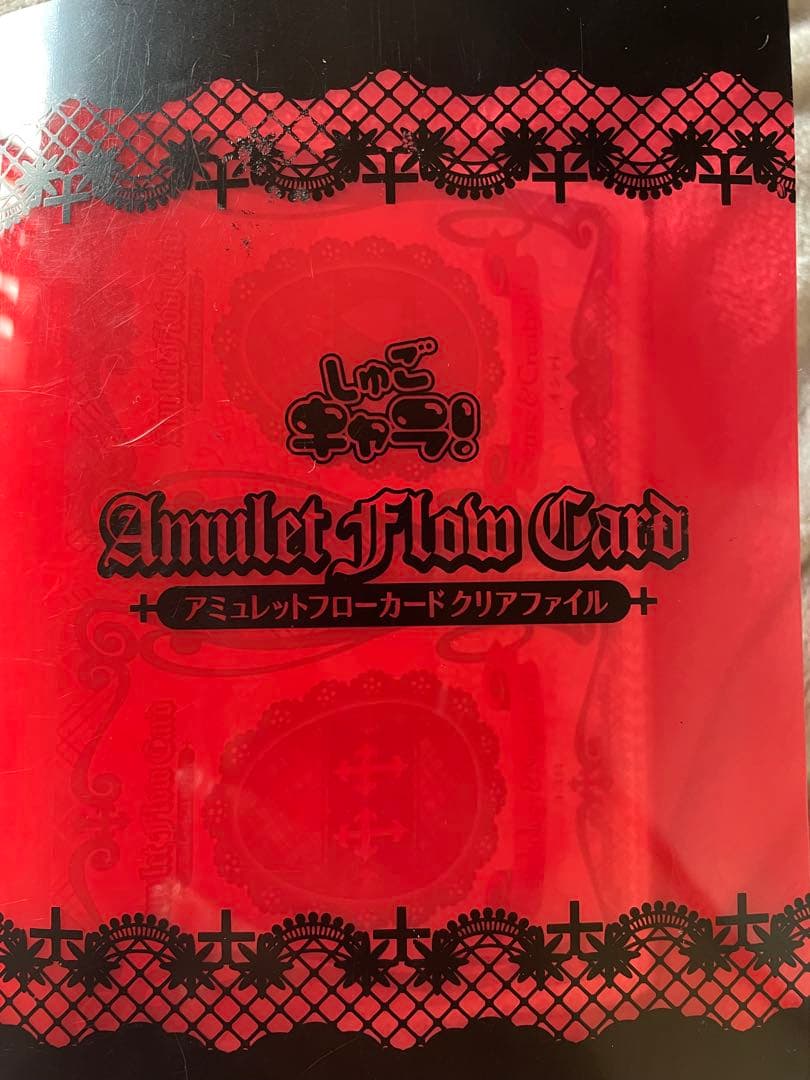 しゅご
キャラ!
Amulet Flow Card
アミュレットフローカード クリアファイル